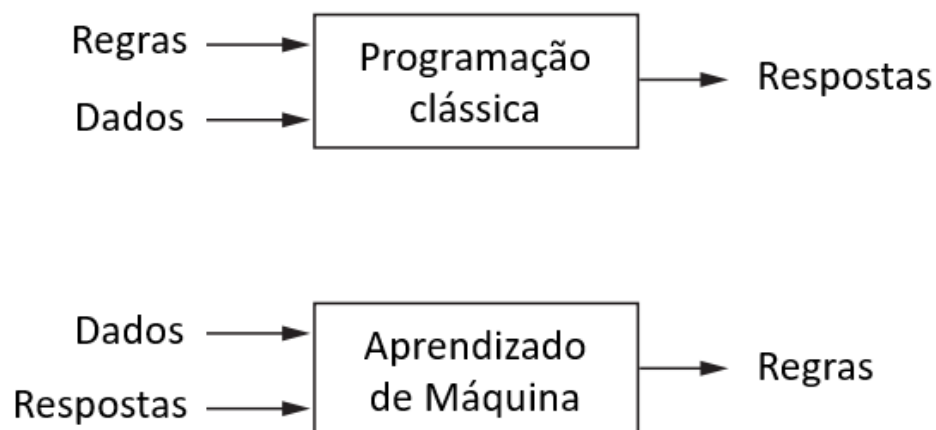 Regras
Programação
clássica
Dados
Respostas
Dados
Aprendizado
de Máquina
Respostas
Regras